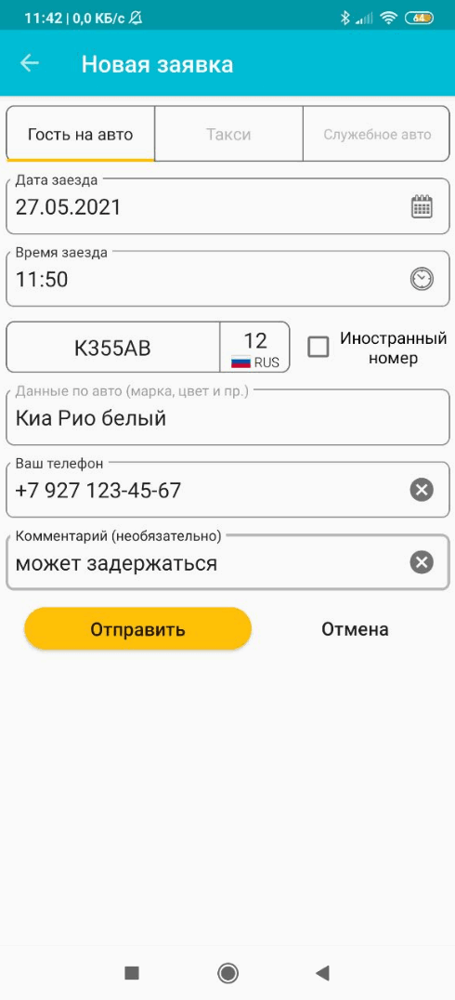 11:42 | 0,0 КБ/с 64
Новая заявка
Гость на авто Такси Служебное авто
Дата заезда
27.05.2021
Время заезда
11:50
К355АВ 12 RUS
Иностранный
номер
Данные по авто (марка, цвет и пр.)
Киа Рио белый
Ваш телефон
+7 927 123-45-67
Комментарий (необязательно)
может задержаться
Отправить Отмена